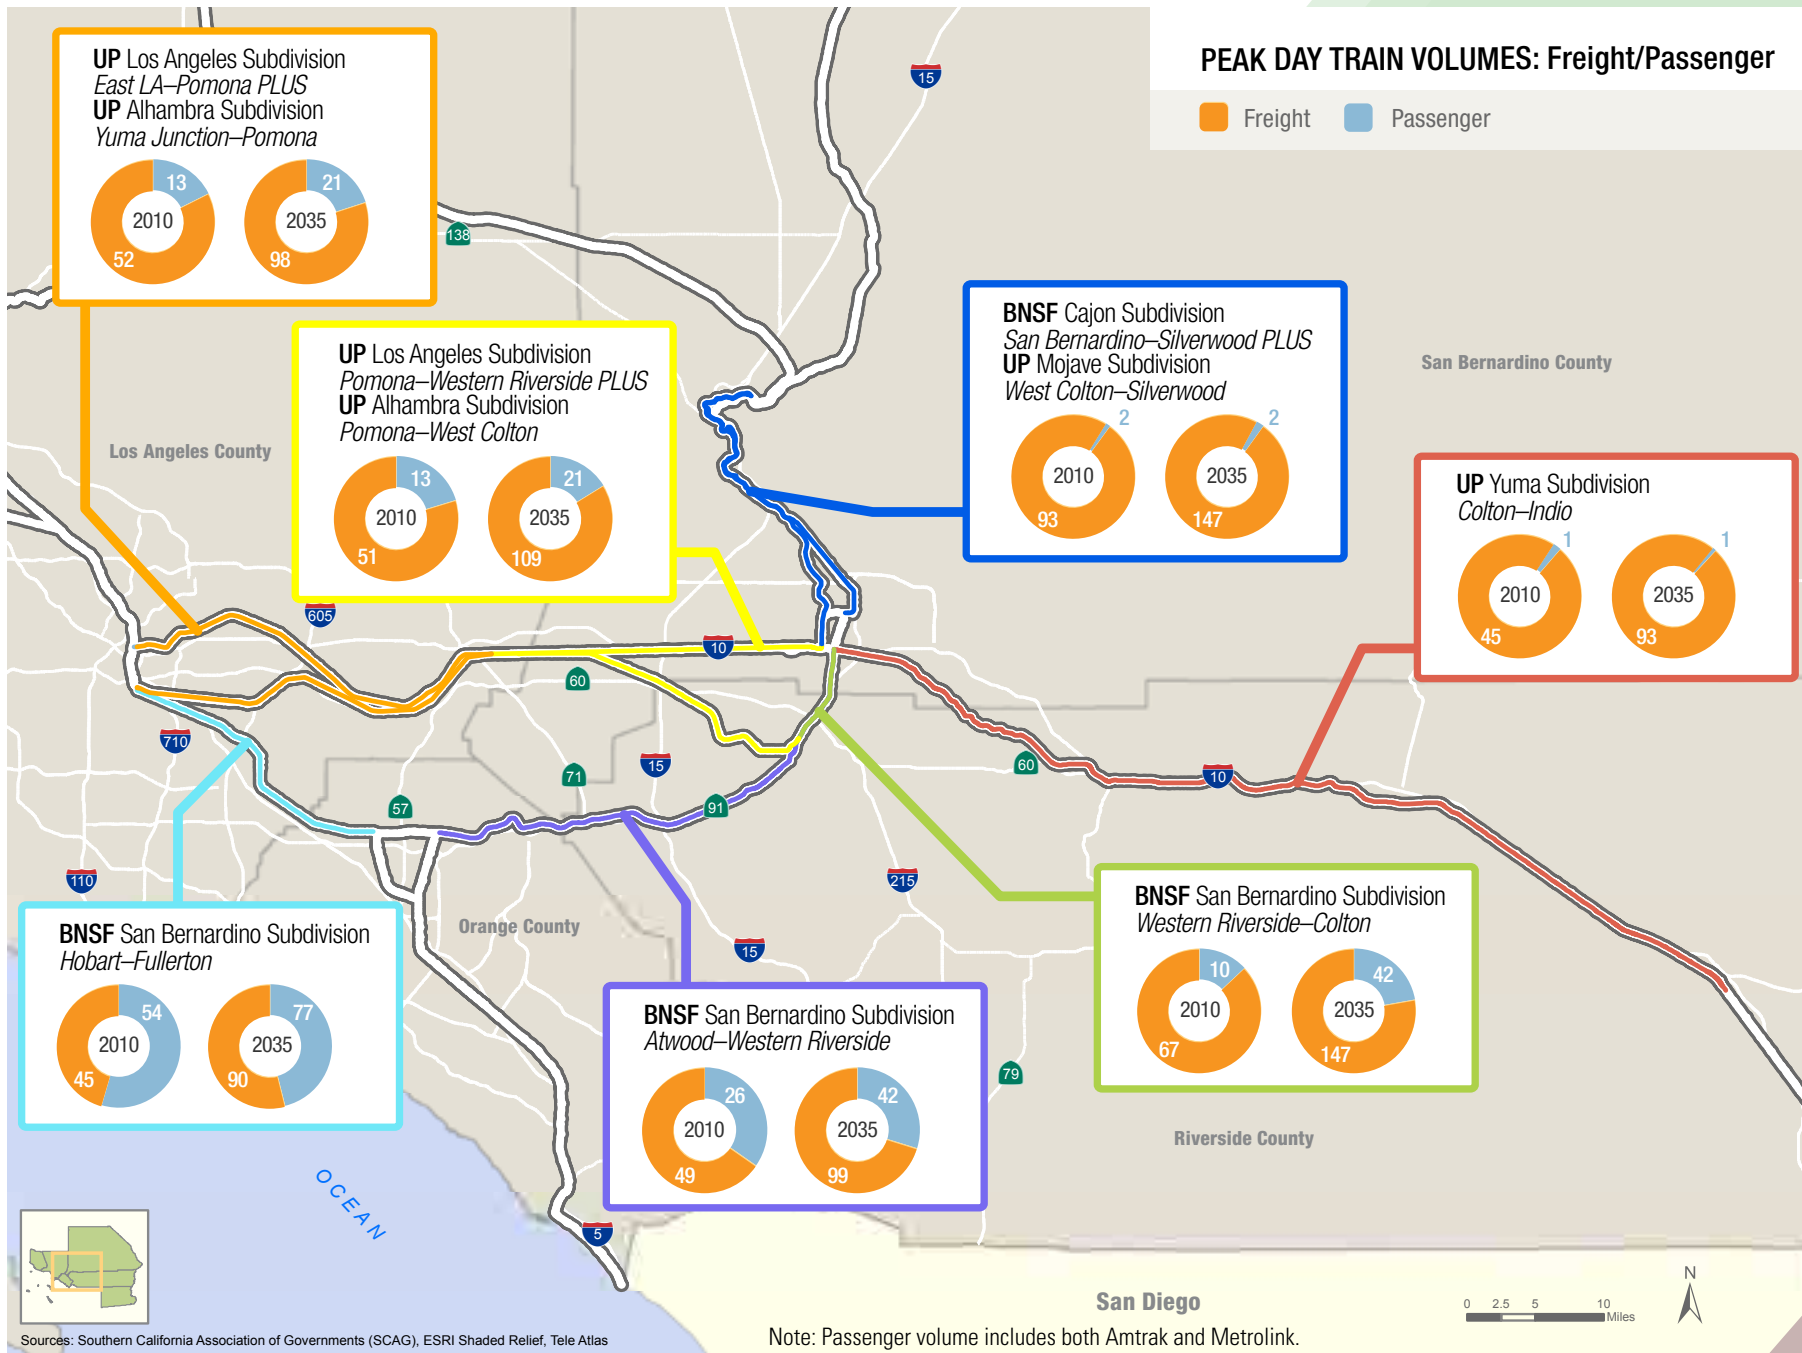 PEAK DAY TRAIN VOLUMES: Freight/Passenger
Freight
Passenger
UP Los Angeles Subdivision
East LA–Pomona PLUS
UP Alhambra Subdivision
Yuma Junction–Pomona
13
2010
52
21
2035
98
138
15
UP Los Angeles Subdivision
Pomona–Western Riverside PLUS
UP Alhambra Subdivision
Pomona–West Colton
13
2010
51
21
2035
109
BNSF Cajon Subdivision
San Bernardino–Silverwood PLUS
UP Mojave Subdivision
West Colton–Silverwood
2
2010
93
2
2035
147
San Bernardino County
Los Angeles County
UP Yuma Subdivision
Colton–Indio
1
2010
45
1
2035
93
605
10
60
710
15
71
57
91
60
10
110
215
15
79
5
Orange County
BNSF San Bernardino Subdivision
Hobart–Fullerton
54
2010
45
77
2035
90
BNSF San Bernardino Subdivision
Atwood–Western Riverside
26
2010
49
42
2035
99
BNSF San Bernardino Subdivision
Western Riverside–Colton
10
2010
67
42
2035
147
Riverside County
OCEAN
San Diego
N
0 2.5 5 10
Miles
Sources: Southern California Association of Governments (SCAG), ESRI Shaded Relief, Tele Atlas
Note: Passenger volume includes both Amtrak and Metrolink.